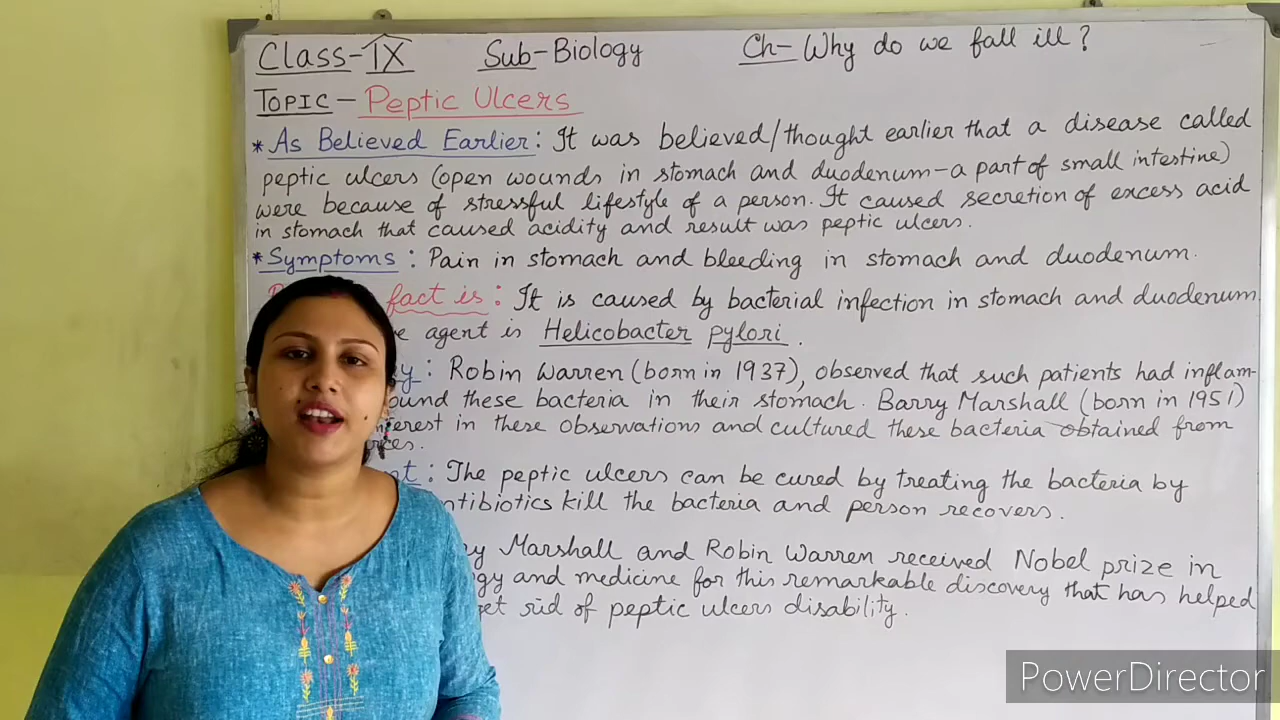 Class-IX Sub-Biology Ch-Why do we fall ill?
TOPIC-Peptic Ulcers
*As Believed Earlier: It was believed/thought earlier that a disease called
peptic ulcers (open wounds in stomach and duodenum-a part of small intestine)
were because of stressful lifestyle of a person. It caused secretion of excess acid
in stomach that caused acidity and result was peptic ulcers.
*Symptoms: Pain in stomach and bleeding in stomach and duodenum.
fact is: It is caused by bacterial infection in stomach and duodenum.
agent is Helicobacter pylori.
: Robin Warren (born in 1937), observed that such patients had inflam-
these bacteria in their stomach. Barry Marshall (born in 1951)
in these observations and cultured these bacteria obtained from
: The peptic ulcers can be cured by treating the bacteria by
kill the bacteria and person recovers.
Marshall and Robin Warren received Nobel prize in
and medicine for this remarkable discovery that has helped
rid of peptic ulcers disability.
PowerDirector